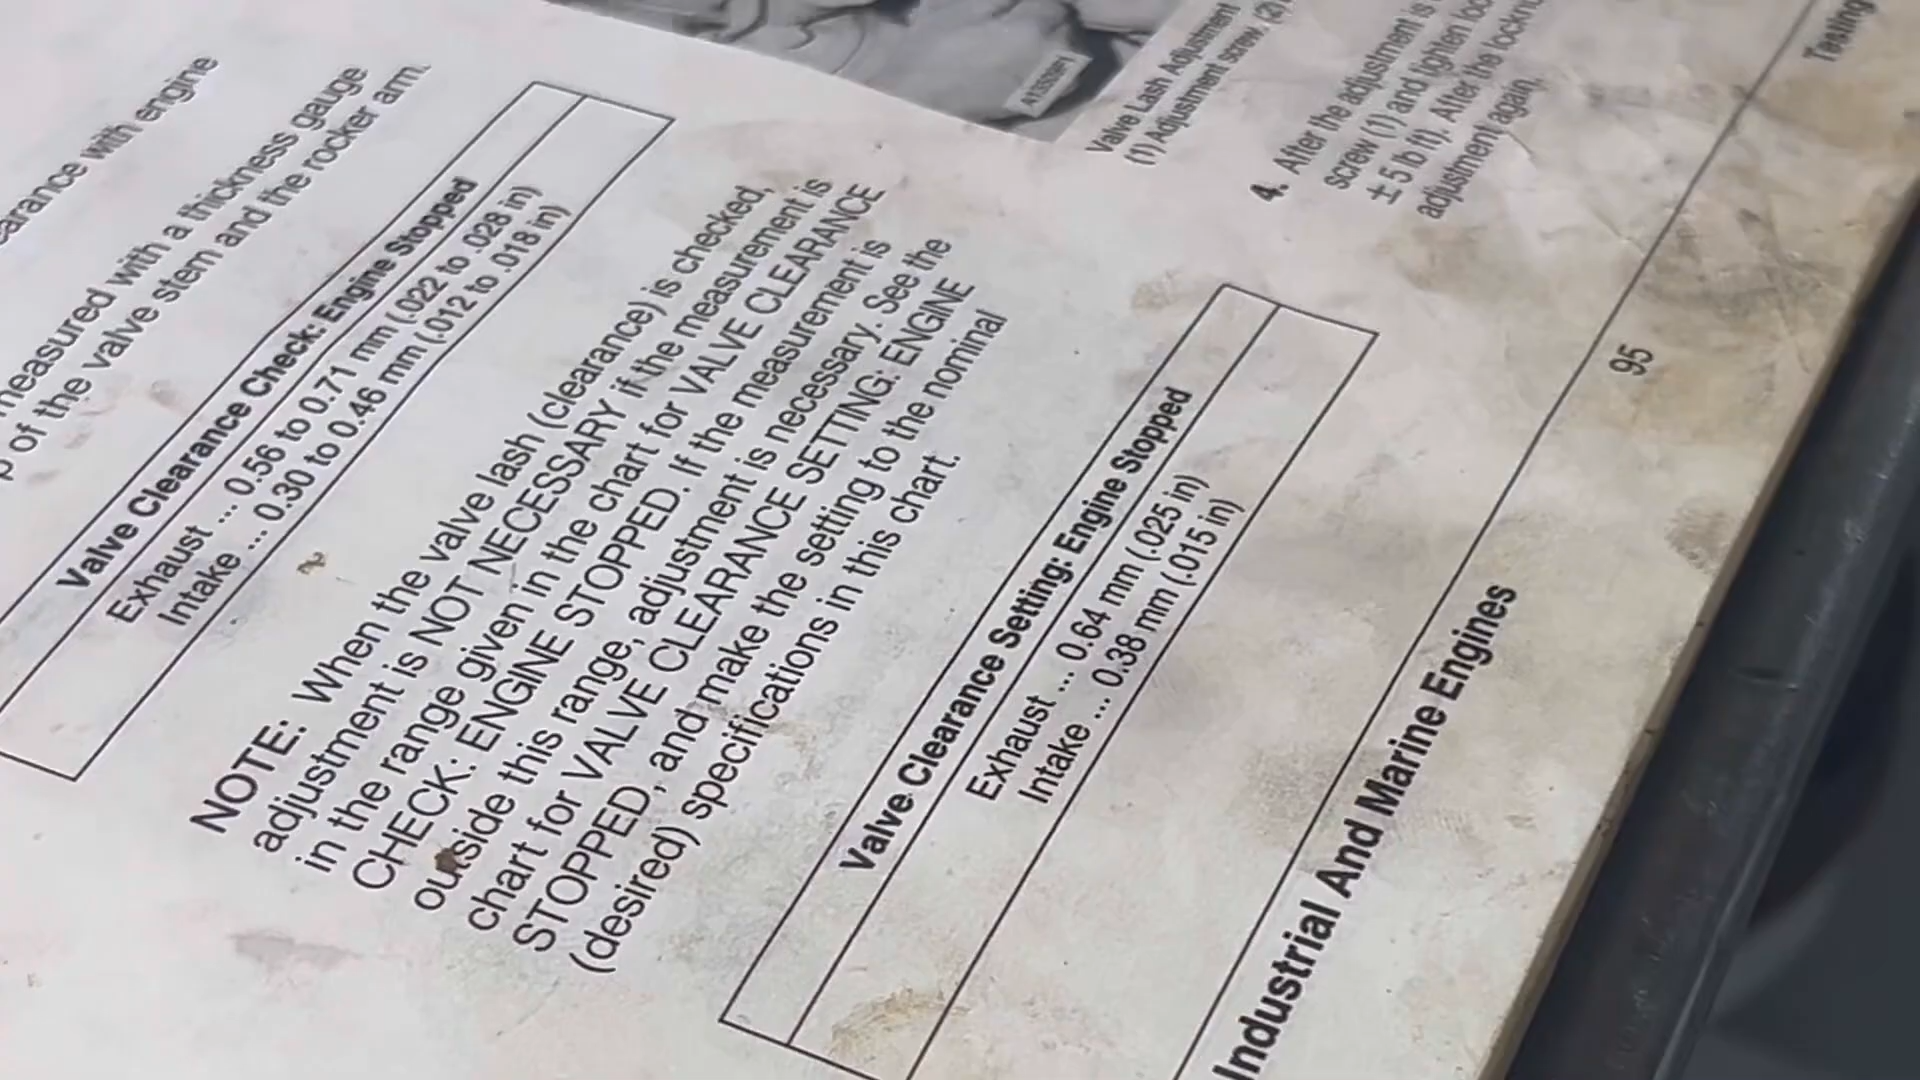 earance with engine
measured with a thickness gauge
of the valve stem and the rocker arm.
Valve Clearance Check: Engine Stopped
Exhaust ... 0.56 to 0.71 mm (.022 to .028 in)
Intake ... 0.30 to 0.46 mm (.012 to .018 in)
NOTE: When the valve lash (clearance) is checked,
adjustment is NOT NECESSARY if the measurement is
in the range given in the chart for VALVE CLEARANCE
CHECK: ENGINE STOPPED. If the measurement is
outside this range, adjustment is necessary. See the
chart for VALVE CLEARANCE SETTING: ENGINE
STOPPED, and make the setting to the nominal
(desired) specifications in this chart.
Valve Clearance Setting: Engine Stopped
Exhaust ... 0.64 mm (.025 in)
Intake ... 0.38 mm (.015 in)
Industrial And Marine Engines
95
Valve Lash Adjustment
(1) Adjustment screw. (2)
4. After the adjustment is
screw (1) and tighten loc
± 5 lb ft). After the locknu
adjustment again.
Testing